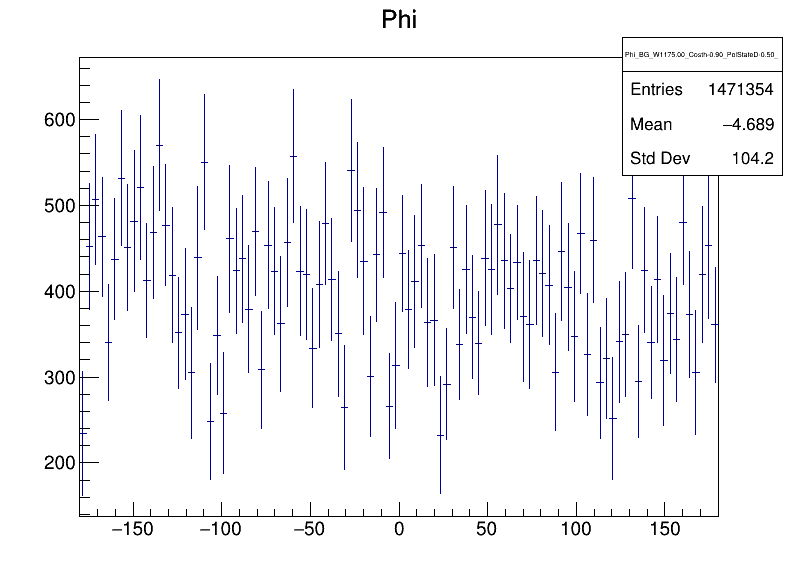 Phi
Phi_BG_W1175.00_Costh-0.90_PolStateD-0.50_
Entries 1471354
Mean −4.689
Std Dev 104.2
600
500
400
300
200
−150 −100 −50 0 50 100 150